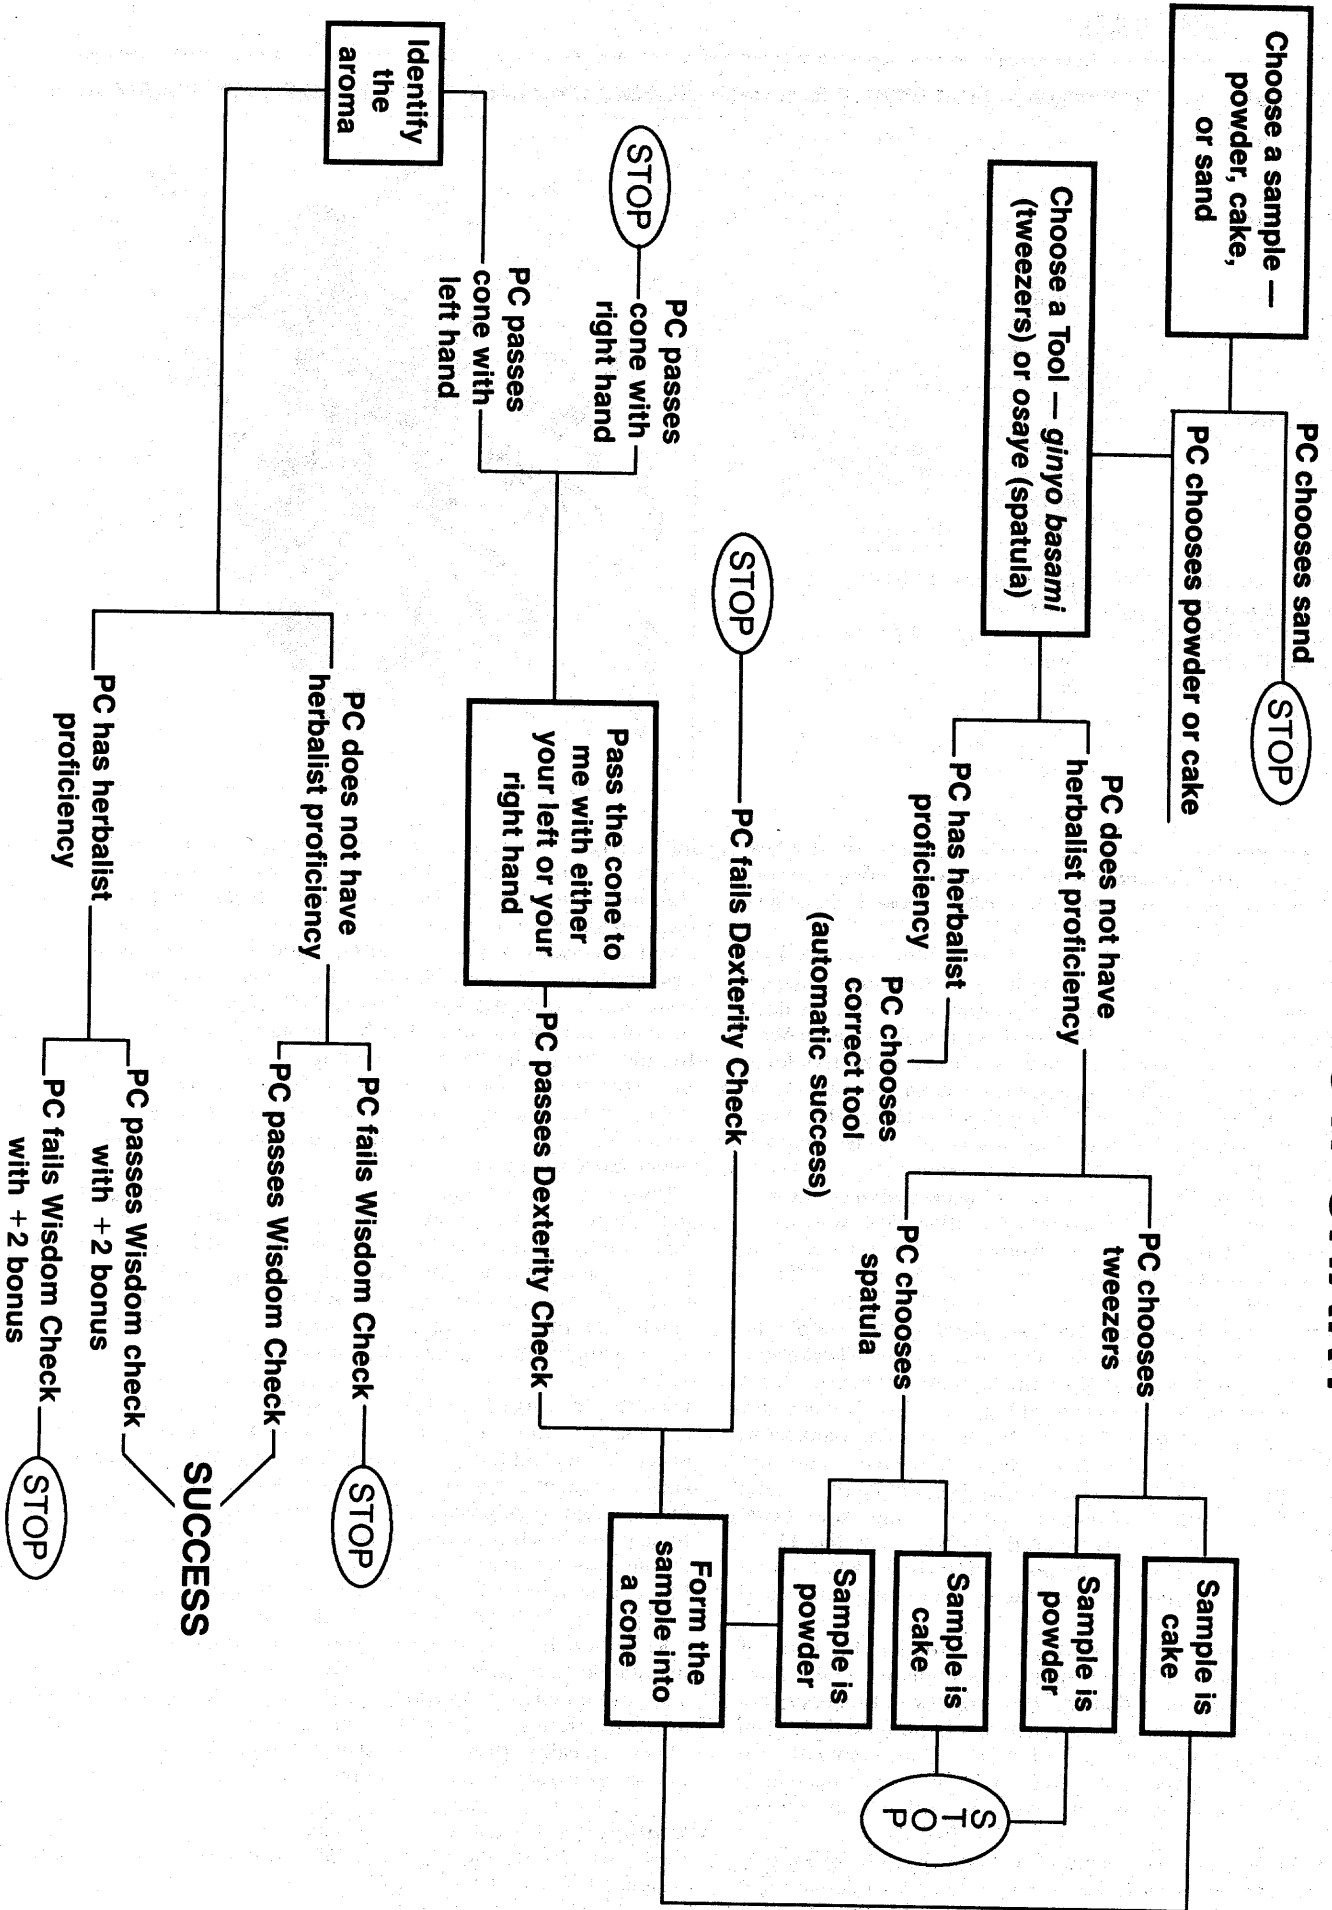 Choose a sample —
powder, cake,
or sand
PC chooses sand
STOP
PC chooses powder or cake
Choose a Tool — ginyo basami
(tweezers) or osaye (spatula)
PC does not have
herbalist proficiency
PC has herbalist
proficiency
PC chooses
correct tool
(automatic success)
PC chooses
tweezers
PC chooses
spatula
Sample is
cake
Sample is
powder
Sample is
cake
Sample is
powder
STOP
Form the
sample into
a cone
PC fails Dexterity Check
STOP
PC passes Dexterity Check
Pass the cone to
me with either
your left or your
right hand
PC passes
cone with
right hand
STOP
PC passes
cone with
left hand
Identify
the
aroma
PC does not have
herbalist proficiency
PC has herbalist
proficiency
PC fails Wisdom Check
STOP
PC passes Wisdom Check
SUCCESS
PC passes Wisdom check
with +2 bonus
PC fails Wisdom Check
with +2 bonus
STOP